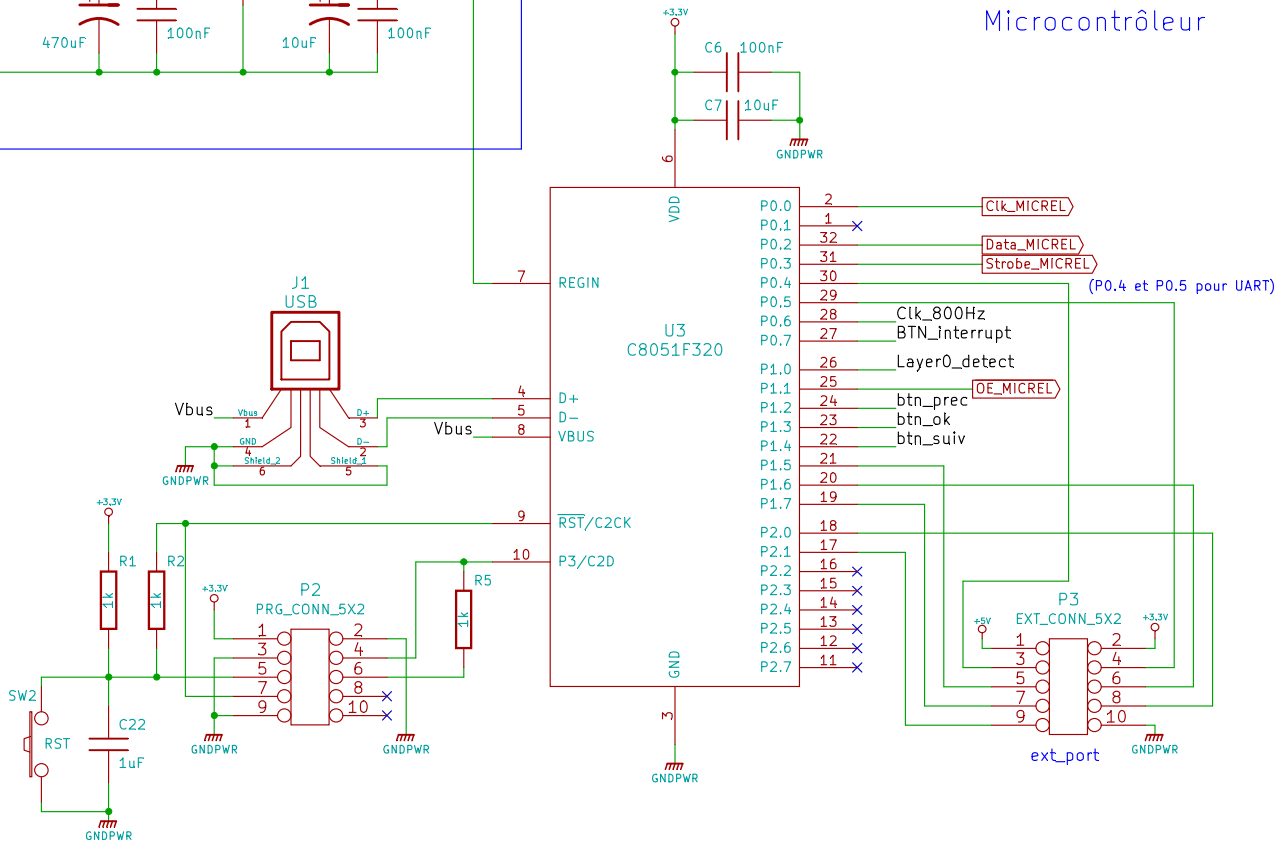 Microcontrôleur
470uF
100nF
10uF
100nF
+3.3V
C6 100nF
C7 10uF
GNDPWR
6
VDD
U3
C8051F320
7 REGIN
4 D+
5 D-
8 VBUS
9 RST/C2CK
10 P3/C2D
GND
3
GNDPWR
P0.0 2 Clk_MICREL
P0.1 1
P0.2 32 Data_MICREL
P0.3 31 Strobe_MICREL
P0.4 30
(P0.4 et P0.5 pour UART)
P0.5 29
P0.6 28 Clk_800Hz
P0.7 27 BTN_interrupt
P1.0 26 Layer0_detect
P1.1 25 OE_MICREL
P1.2 24 btn_prec
P1.3 23 btn_ok
P1.4 22 btn_suiv
P1.5 21
P1.6 20
P1.7 19
P2.0 18
P2.1 17
P2.2 16
P2.3 15
P2.4 14
P2.5 13
P2.6 12
P2.7 11
J1
USB
Vbus
Vbus 1
D+ 3
GND 4
D- 2
Shield_2 6
Shield_1 5
GNDPWR
Vbus
+3.3V
R1
1k
R2
1k
+3.3V
P2
PRG_CONN_5X2
1 2
3 4
5 6
7 8
9 10
GNDPWR
GNDPWR
R5
1k
SW2
RST
C22
1uF
GNDPWR
P3
EXT_CONN_5X2
+5V
+3.3V
1 2
3 4
5 6
7 8
9 10
GNDPWR
ext_port